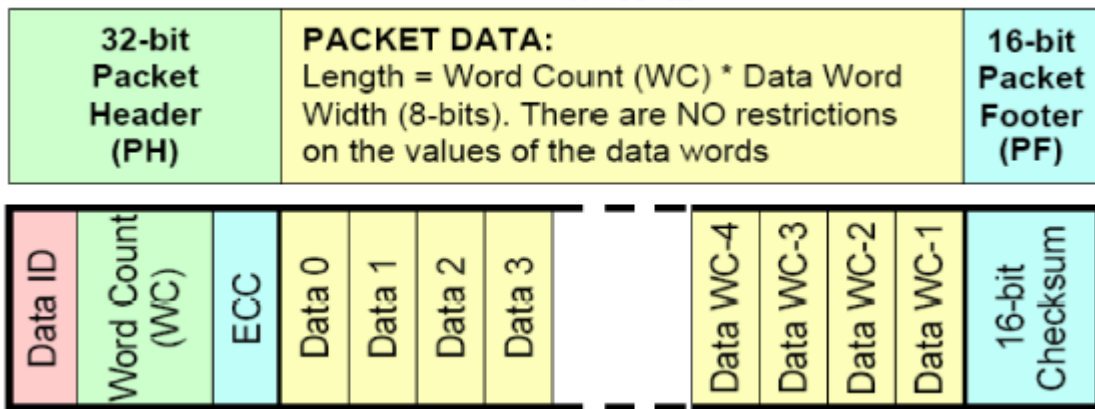 32-bit
Packet
Header
(PH)
PACKET DATA:
Length = Word Count (WC) * Data Word
Width (8-bits). There are NO restrictions
on the values of the data words
16-bit
Packet
Footer
(PF)
Data ID
Word Count
(WC)
ECC
Data 0
Data 1
Data 2
Data 3
Data WC-4
Data WC-3
Data WC-2
Data WC-1
16-bit
Checksum